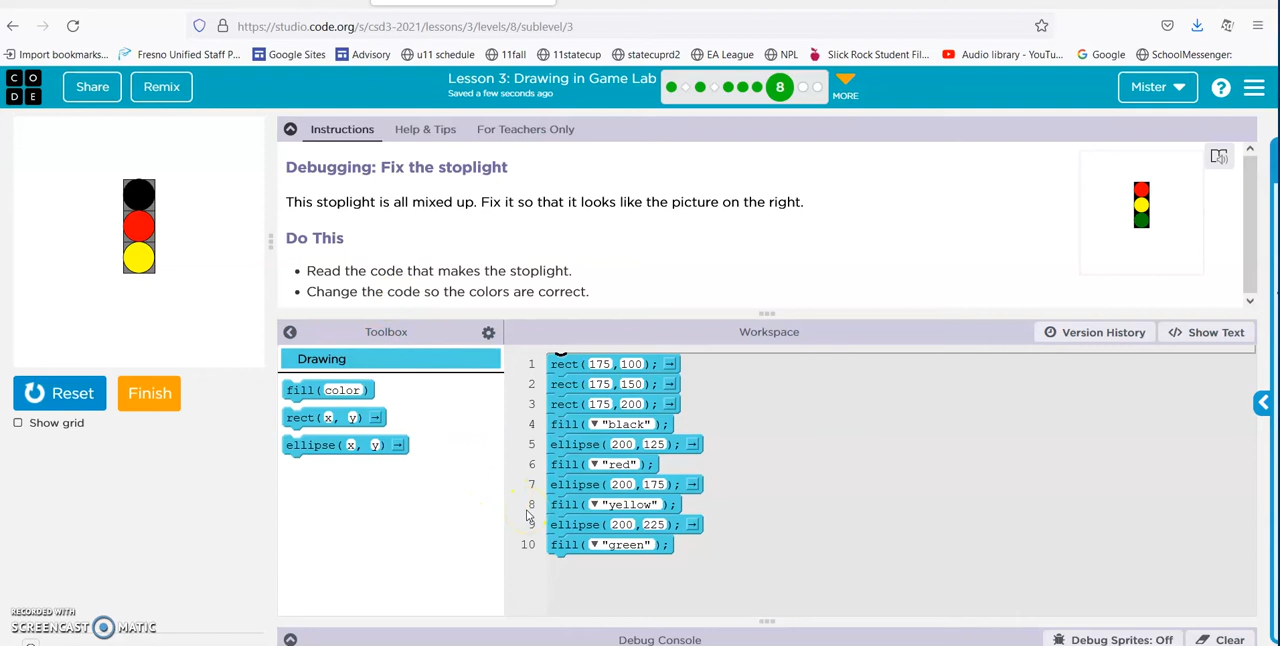 https://studio.code.org/s/csd3-2021/lessons/3/levels/8/sublevel/3
Import bookmarks... Fresno Unified Staff P... Google Sites Advisory u11 schedule 11fall 11statecup statecuprd2 EA League NPL Slick Rock Student Fil... Audio library - YouTu... Google SchoolMessenger:
C O D E Share Remix Lesson 3: Drawing in Game Lab 8 MORE Mister ?
Saved a few seconds ago
Instructions Help & Tips For Teachers Only
Debugging: Fix the stoplight
This stoplight is all mixed up. Fix it so that it looks like the picture on the right.
Do This
• Read the code that makes the stoplight.
• Change the code so the colors are correct.
Toolbox Workspace Version History </> Show Text
Drawing
Reset Finish
Show grid
fill(color)
rect(x, y)
ellipse(x, y)
1 rect(175,100);
2 rect(175,150);
3 rect(175,200);
4 fill("black");
5 ellipse(200,125);
6 fill("red");
7 ellipse(200,175);
8 fill("yellow");
9 ellipse(200,225);
10 fill("green");
RECORDED WITH
SCREENCAST MATIC
Debug Console Debug Sprites: Off Clear